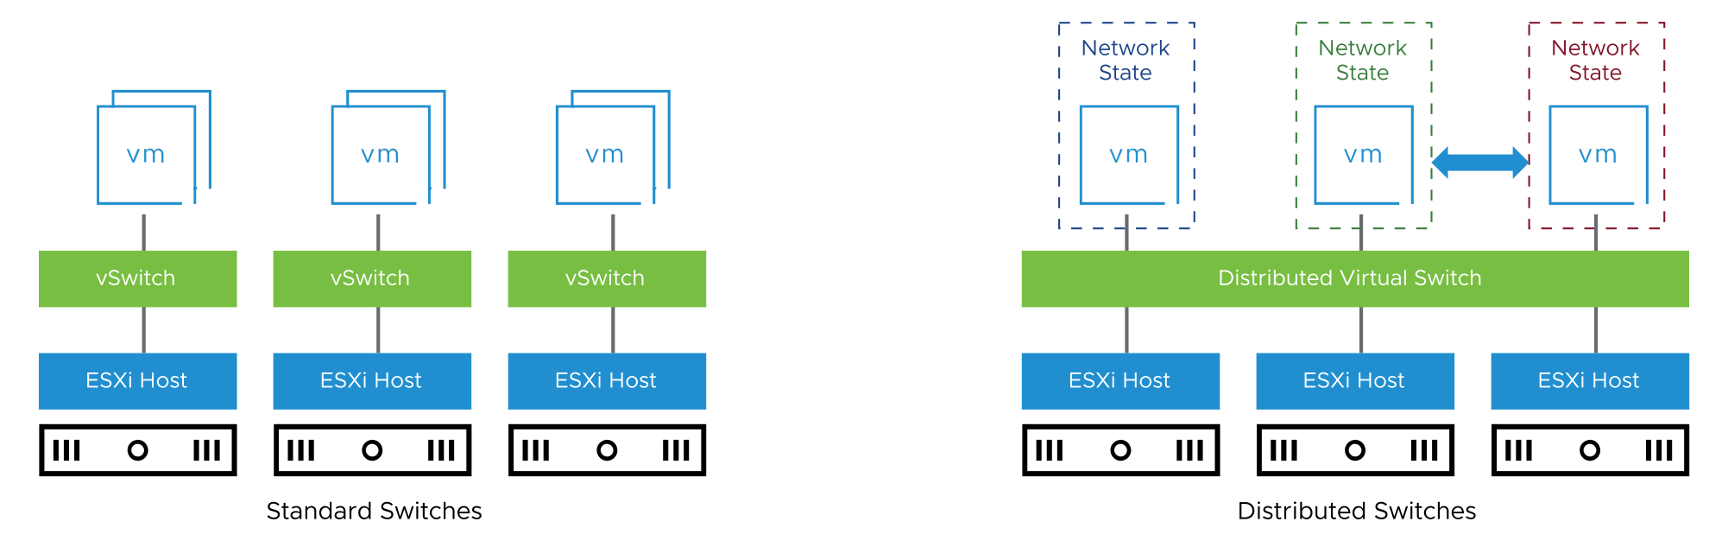 vm
vm
vm
vSwitch
vSwitch
vSwitch
ESXi Host
ESXi Host
ESXi Host
Standard Switches
Network
State
Network
State
Network
State
vm
vm
vm
Distributed Virtual Switch
ESXi Host
ESXi Host
ESXi Host
Distributed Switches